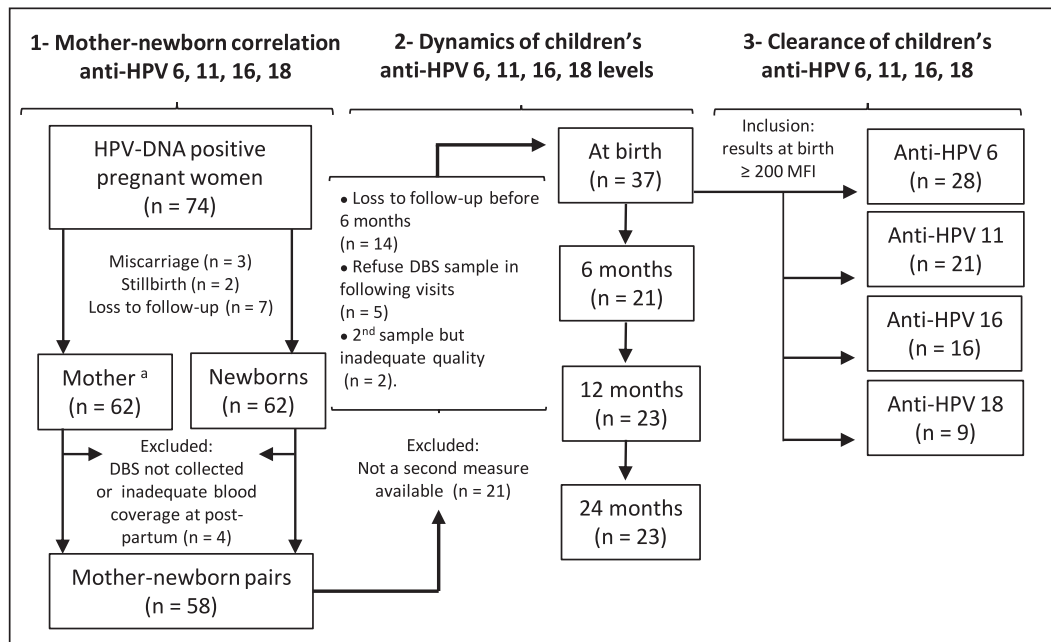 1- Mother-newborn correlation
anti-HPV 6, 11, 16, 18
HPV-DNA positive
pregnant women
(n = 74)
Miscarriage (n = 3)
Stillbirth (n = 2)
Loss to follow-up (n = 7)
Mother a
(n = 62)
Newborns
(n = 62)
Excluded:
DBS not collected
or inadequate blood
coverage at post-
partum (n = 4)
Mother-newborn pairs
(n = 58)
2- Dynamics of children’s
anti-HPV 6, 11, 16, 18 levels
• Loss to follow-up before
6 months
(n = 14)
• Refuse DBS sample in
following visits
(n = 5)
• 2nd sample but
inadequate quality
(n = 2).
Excluded:
Not a second measure
available (n = 21)
At birth
(n = 37)
6 months
(n = 21)
12 months
(n = 23)
24 months
(n = 23)
3- Clearance of children’s
anti-HPV 6, 11, 16, 18
Inclusion:
results at birth
≥ 200 MFI
Anti-HPV 6
(n = 28)
Anti-HPV 11
(n = 21)
Anti-HPV 16
(n = 16)
Anti-HPV 18
(n = 9)